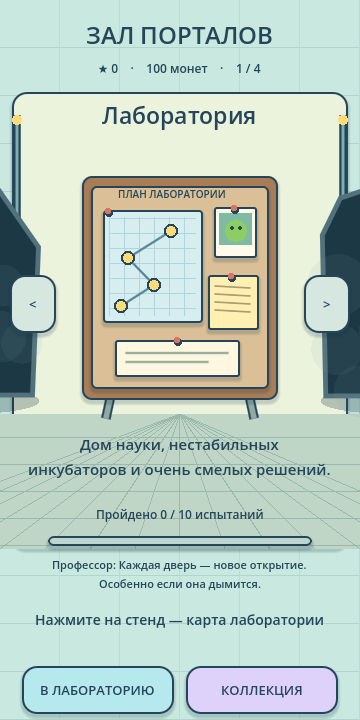 ЗАЛ ПОРТАЛОВ
★ 0 · 100 монет · 1 / 4
Лаборатория
ПЛАН ЛАБОРАТОРИИ
< >
Дом науки, нестабильных
инкубаторов и очень смелых решений.
Пройдено 0 / 10 испытаний
Профессор: Каждая дверь — новое открытие.
Особенно если она дымится.
Нажмите на стенд — карта лаборатории
В ЛАБОРАТОРИЮ КОЛЛЕКЦИЯ